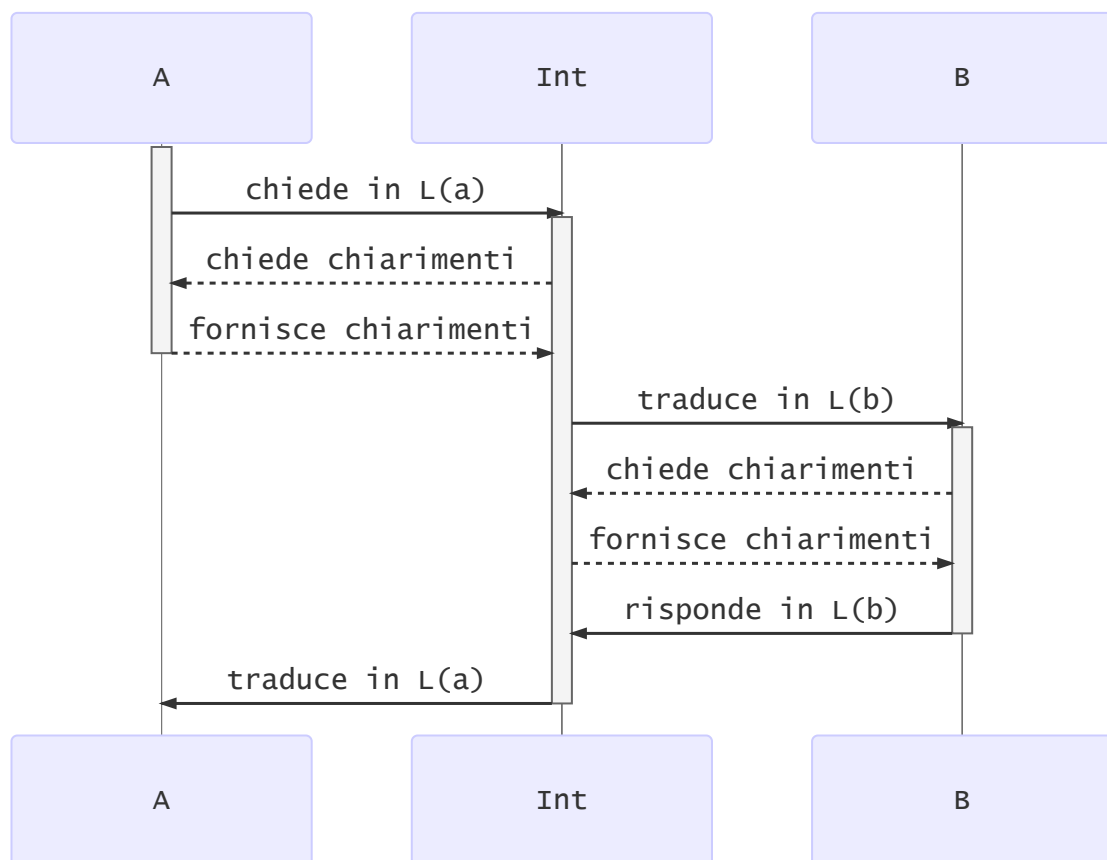 A Int B
chiede in L(a)
chiede chiarimenti
fornisce chiarimenti
traduce in L(b)
chiede chiarimenti
fornisce chiarimenti
risponde in L(b)
traduce in L(a)
A Int B